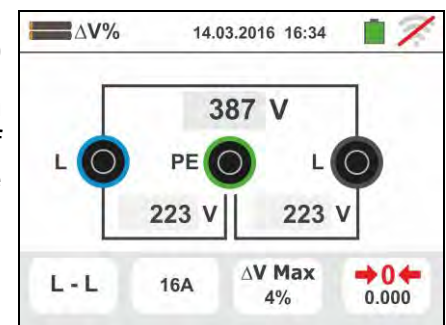 ΔV% 14.03.2016 16:34
387 V
L PE L
223 V 223 V
L - L 16A ΔV Max 4% →0← 0.000